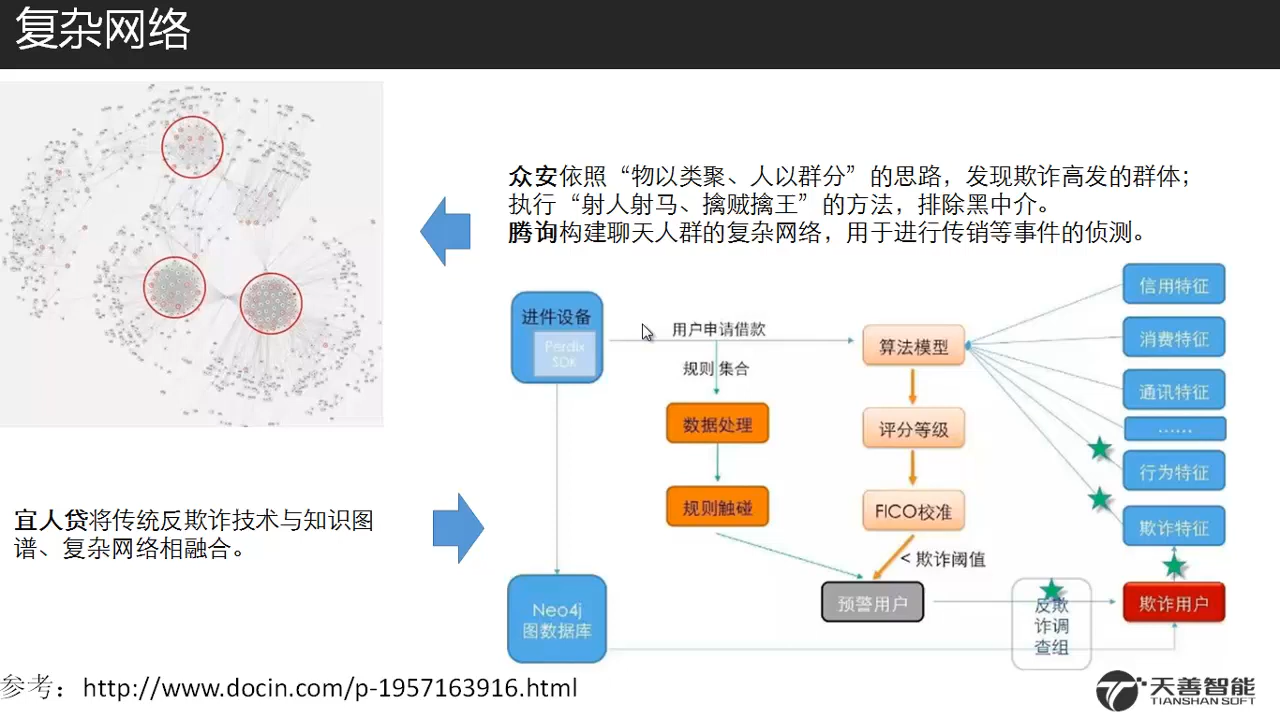 复杂网络
众安依照“物以类聚、人以群分”的思路，发现欺诈高发的群体；
执行“射人射马、擒贼擒王”的方法，排除黑中介。
腾询构建聊天人群的复杂网络，用于进行传销等事件的侦测。
宜人贷将传统反欺诈技术与知识图
谱、复杂网络相融合。
进件设备
Perdix
SDK
用户申请借款
规则 集合
数据处理
规则触碰
算法模型
评分等级
FICO校准
< 欺诈阈值
预警用户
反欺
诈调
查组
欺诈用户
信用特征
消费特征
通讯特征
......
行为特征
欺诈特征
Neo4j
图数据库
参考：http://www.docin.com/p-1957163916.html
天善智能
TIANSHAN SOFT